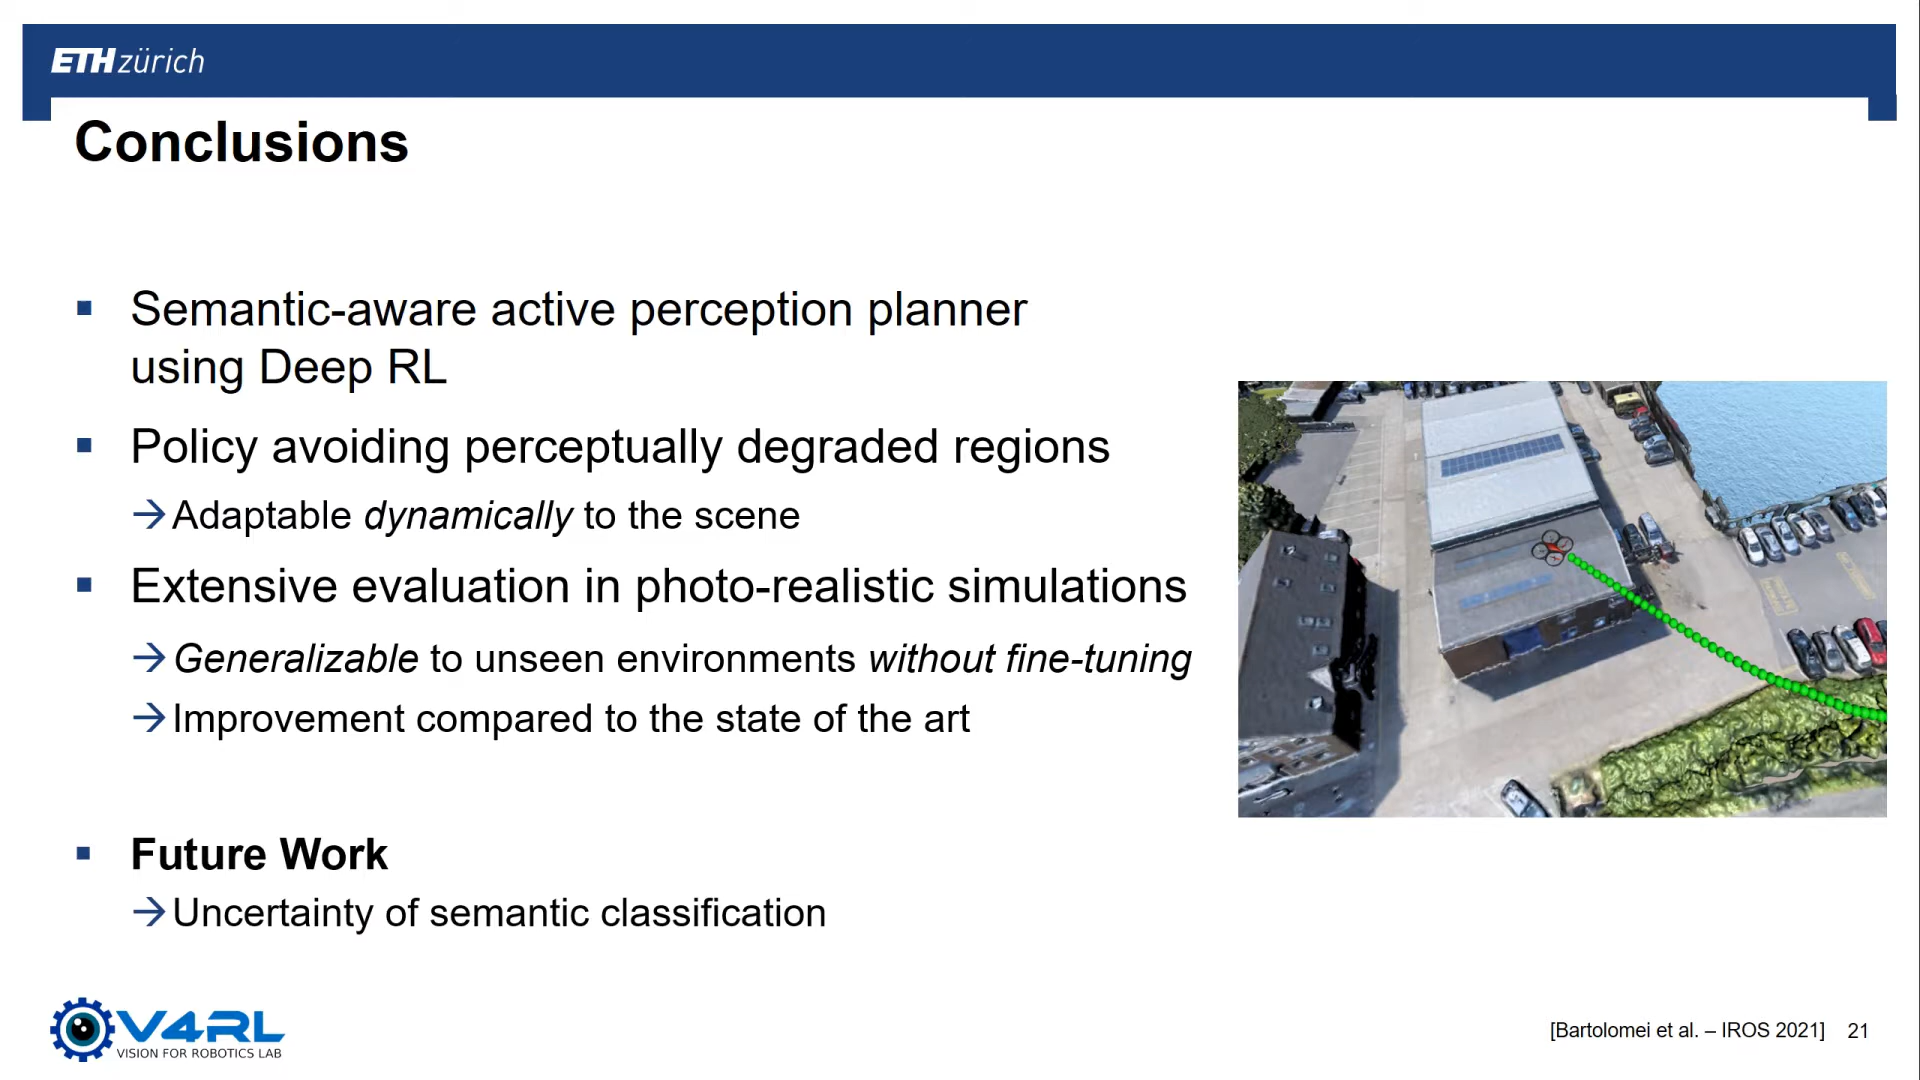 ETH zürich
Conclusions
Semantic-aware active perception planner
using Deep RL
Policy avoiding perceptually degraded regions
→ Adaptable dynamically to the scene
Extensive evaluation in photo-realistic simulations
→ Generalizable to unseen environments without fine-tuning
→ Improvement compared to the state of the art
Future Work
→ Uncertainty of semantic classification
V4RL
VISION FOR ROBOTICS LAB
[Bartolomei et al. – IROS 2021] 21